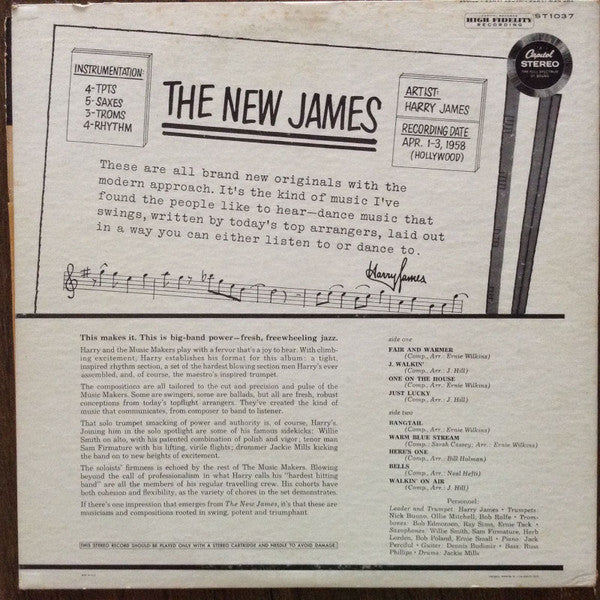 HIGH FIDELITY
RECORDING
ST1037
Capitol
STEREO
THE FULL SPECTRUM
OF SOUND
INSTRUMENTATION:
4-TPTS
5-SAXES
3-TROMS
4-RHYTHM
THE NEW JAMES
ARTIST:
HARRY JAMES
RECORDING DATE
APR. 1-3, 1958
(HOLLYWOOD)
These are all brand new originals with the
modern approach. It's the kind of music I've
found the people like to hear—dance music that
swings, written by today's top arrangers, laid out
in a way you can either listen to or dance to.
Harry James
This makes it. This is big-band power—fresh, freewheeling jazz.
Harry and the Music Makers play with a fervor that's a joy to hear. With climb-
ing excitement, Harry establishes his format for this album: a tight,
inspired rhythm section, a set of the hardest blowing section men Harry's ever
assembled, and, of course, the maestro's inspired trumpet.
The compositions are all tailored to the cut and precision and pulse of the
Music Makers. Some are swingers, some are ballads, but all are fresh, robust
conceptions from today's topflight arrangers. They've created the kind of
music that communicates, from composer to band to listener.
That solo trumpet smacking of power and authority is, of course, Harry's.
Joining him in the solo spotlight are some of his famous sidekicks: Willie
Smith on alto, with his patented combination of polish and vigor; tenor man
Sam Firmature with his lifting, virile flights; drummer Jackie Mills kicking
the band on to new heights of excitement.
The soloists' firmness is echoed by the rest of The Music Makers. Blowing
beyond the call of professionalism in what Harry calls his "hardest hitting
band" are all the members of his regular travelling crew. His cohorts have
both cohesion and flexibility, as the variety of chores in the set demonstrates.
If there's one impression that emerges from The New James, it's that these are
musicians and compositions rooted in swing, potent and triumphant
THIS STEREO RECORD SHOULD BE PLAYED ONLY WITH A STEREO CARTRIDGE AND NEEDLE TO AVOID DAMAGE.
side one
FAIR AND WARMER
(Comp., Arr.: Ernie Wilkins)
J. WALKIN'
(Comp., Arr.: J. Hill)
ONE ON THE HOUSE
(Comp., Arr.: Ernie Wilkins)
JUST LUCKY
(Comp., Arr.: J. Hill)
side two
BANGTAIL
(Comp., Arr.: Ernie Wilkins)
WARM BLUE STREAM
(Comp.: Sarah Cassey; Arr.: Ernie Wilkins)
HERE'S ONE
(Comp., Arr.: Bill Holman)
BELLS
(Comp., Arr.: Neal Hefti)
WALKIN' ON AIR
(Comp., Arr.: J. Hill)
Personnel:
Leader and Trumpet: Harry James • Trumpets:
Nick Buono, Ollie Mitchell, Bob Rolfe • Trom-
bones: Bob Edmonson, Ray Sims, Ernie Tack •
Saxophones: Willie Smith, Sam Firmature, Herb
Lorden, Bob Poland, Ernie Small • Piano: Jack
Perciful • Guitar: Dennis Budimir • Bass: Russ
Phillips • Drums: Jackie Mills